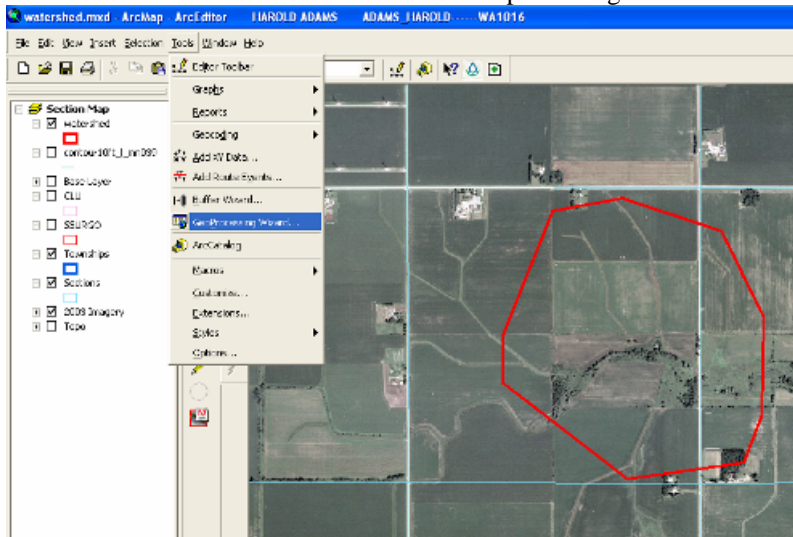 watershed.mxd - ArcMap - ArcEditor HAROLD ADAMS ADAMS_HAROLD------WA1016
File Edit View Insert Selection Tools Window Help
Editor Toolbar
Graphs
Reports
Geocoding
Add XY Data...
Add Route Events...
Buffer Wizard...
GeoProcessing Wizard...
ArcCatalog
Macros
Customize...
Extensions...
Styles
Options...
Section Map
watershed
contour10ft_l_mn099
Base Layer
CLU
SSURGO
Townships
Sections
2003 Imagery
Topo